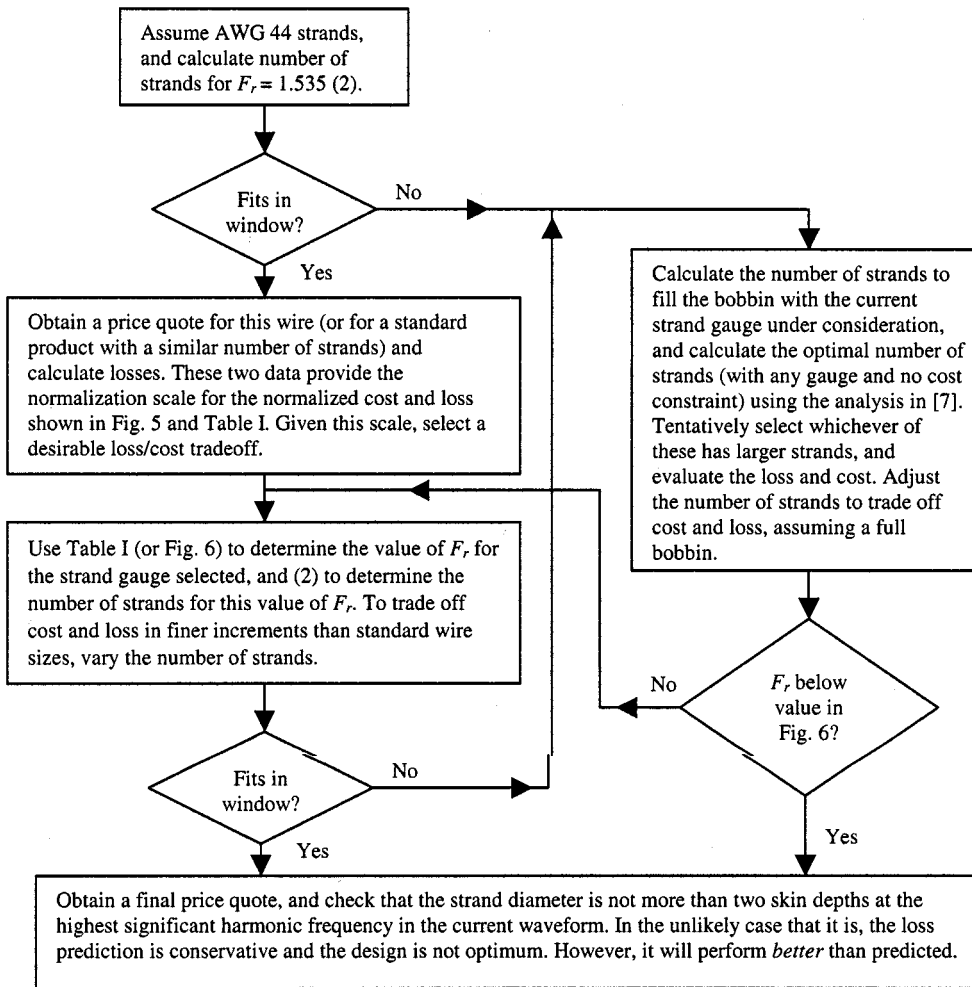 Assume AWG 44 strands,
and calculate number of
strands for Fr = 1.535 (2).
Fits in
window?
No
Yes
Obtain a price quote for this wire (or for a standard
product with a similar number of strands) and
calculate losses. These two data provide the
normalization scale for the normalized cost and loss
shown in Fig. 5 and Table I. Given this scale, select a
desirable loss/cost tradeoff.
Calculate the number of strands to
fill the bobbin with the current
strand gauge under consideration,
and calculate the optimal number of
strands (with any gauge and no cost
constraint) using the analysis in [7].
Tentatively select whichever of
these has larger strands, and
evaluate the loss and cost. Adjust
the number of strands to trade off
cost and loss, assuming a full
bobbin.
Use Table I (or Fig. 6) to determine the value of Fr for
the strand gauge selected, and (2) to determine the
number of strands for this value of Fr. To trade off
cost and loss in finer increments than standard wire
sizes, vary the number of strands.
No
Fr below
value in
Fig. 6?
Fits in
window?
No
Yes
Yes
Obtain a final price quote, and check that the strand diameter is not more than two skin depths at the
highest significant harmonic frequency in the current waveform. In the unlikely case that it is, the loss
prediction is conservative and the design is not optimum. However, it will perform better than predicted.